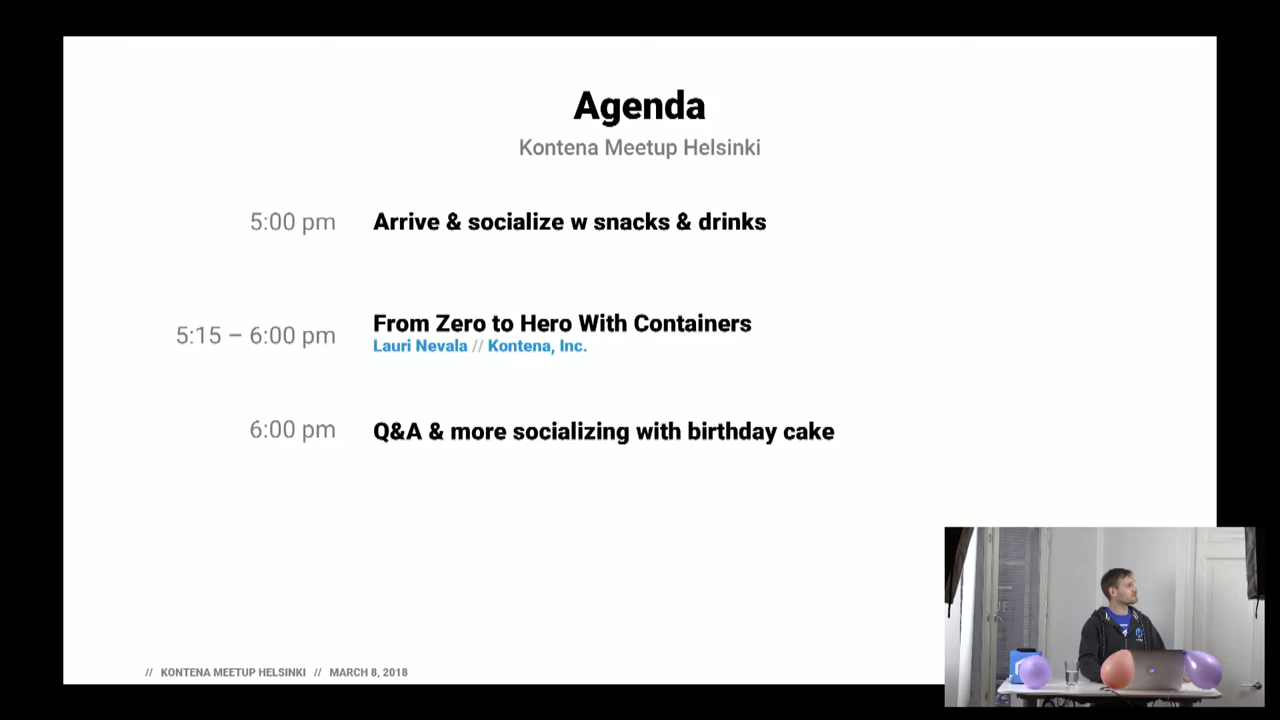 Agenda
Kontena Meetup Helsinki
5:00 pm Arrive & socialize w snacks & drinks
5:15 – 6:00 pm From Zero to Hero With Containers
Lauri Nevala // Kontena, Inc.
6:00 pm Q&A & more socializing with birthday cake
// KONTENA MEETUP HELSINKI // MARCH 8, 2018